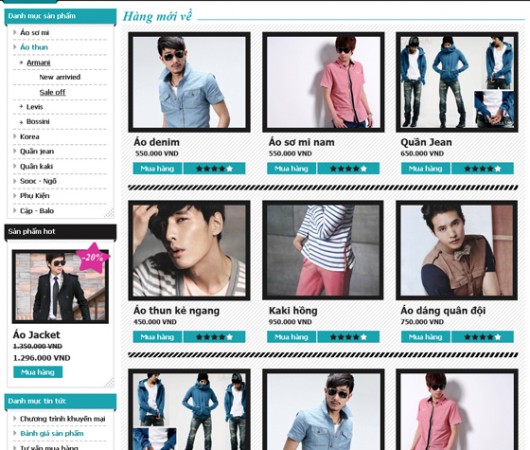 Danh mục sản phẩm
Áo sơ mi
Áo thun
Armani
New arrivied
Sale off
Levis
Bossini
Korea
Quần jean
Quần kaki
Sooc - Ngố
Phụ Kiện
Cặp - Balo
Sản phẩm hot
-20%
Áo Jacket
1.350.000 VND
1.296.000 VND
Mua hàng
Danh mục tin tức
Chương trình khuyến mại
Đánh giá sản phẩm
Tư vấn mua hàng
Hàng mới về
Áo denim
550.000 VND
Mua hàng
Áo sơ mi nam
550.000 VND
Mua hàng
Quần Jean
650.000 VND
Mua hàng
Áo thun kẻ ngang
450.000 VND
Mua hàng
Kaki hồng
950.000 VND
Mua hàng
Áo dáng quân đội
750.000 VND
Mua hàng